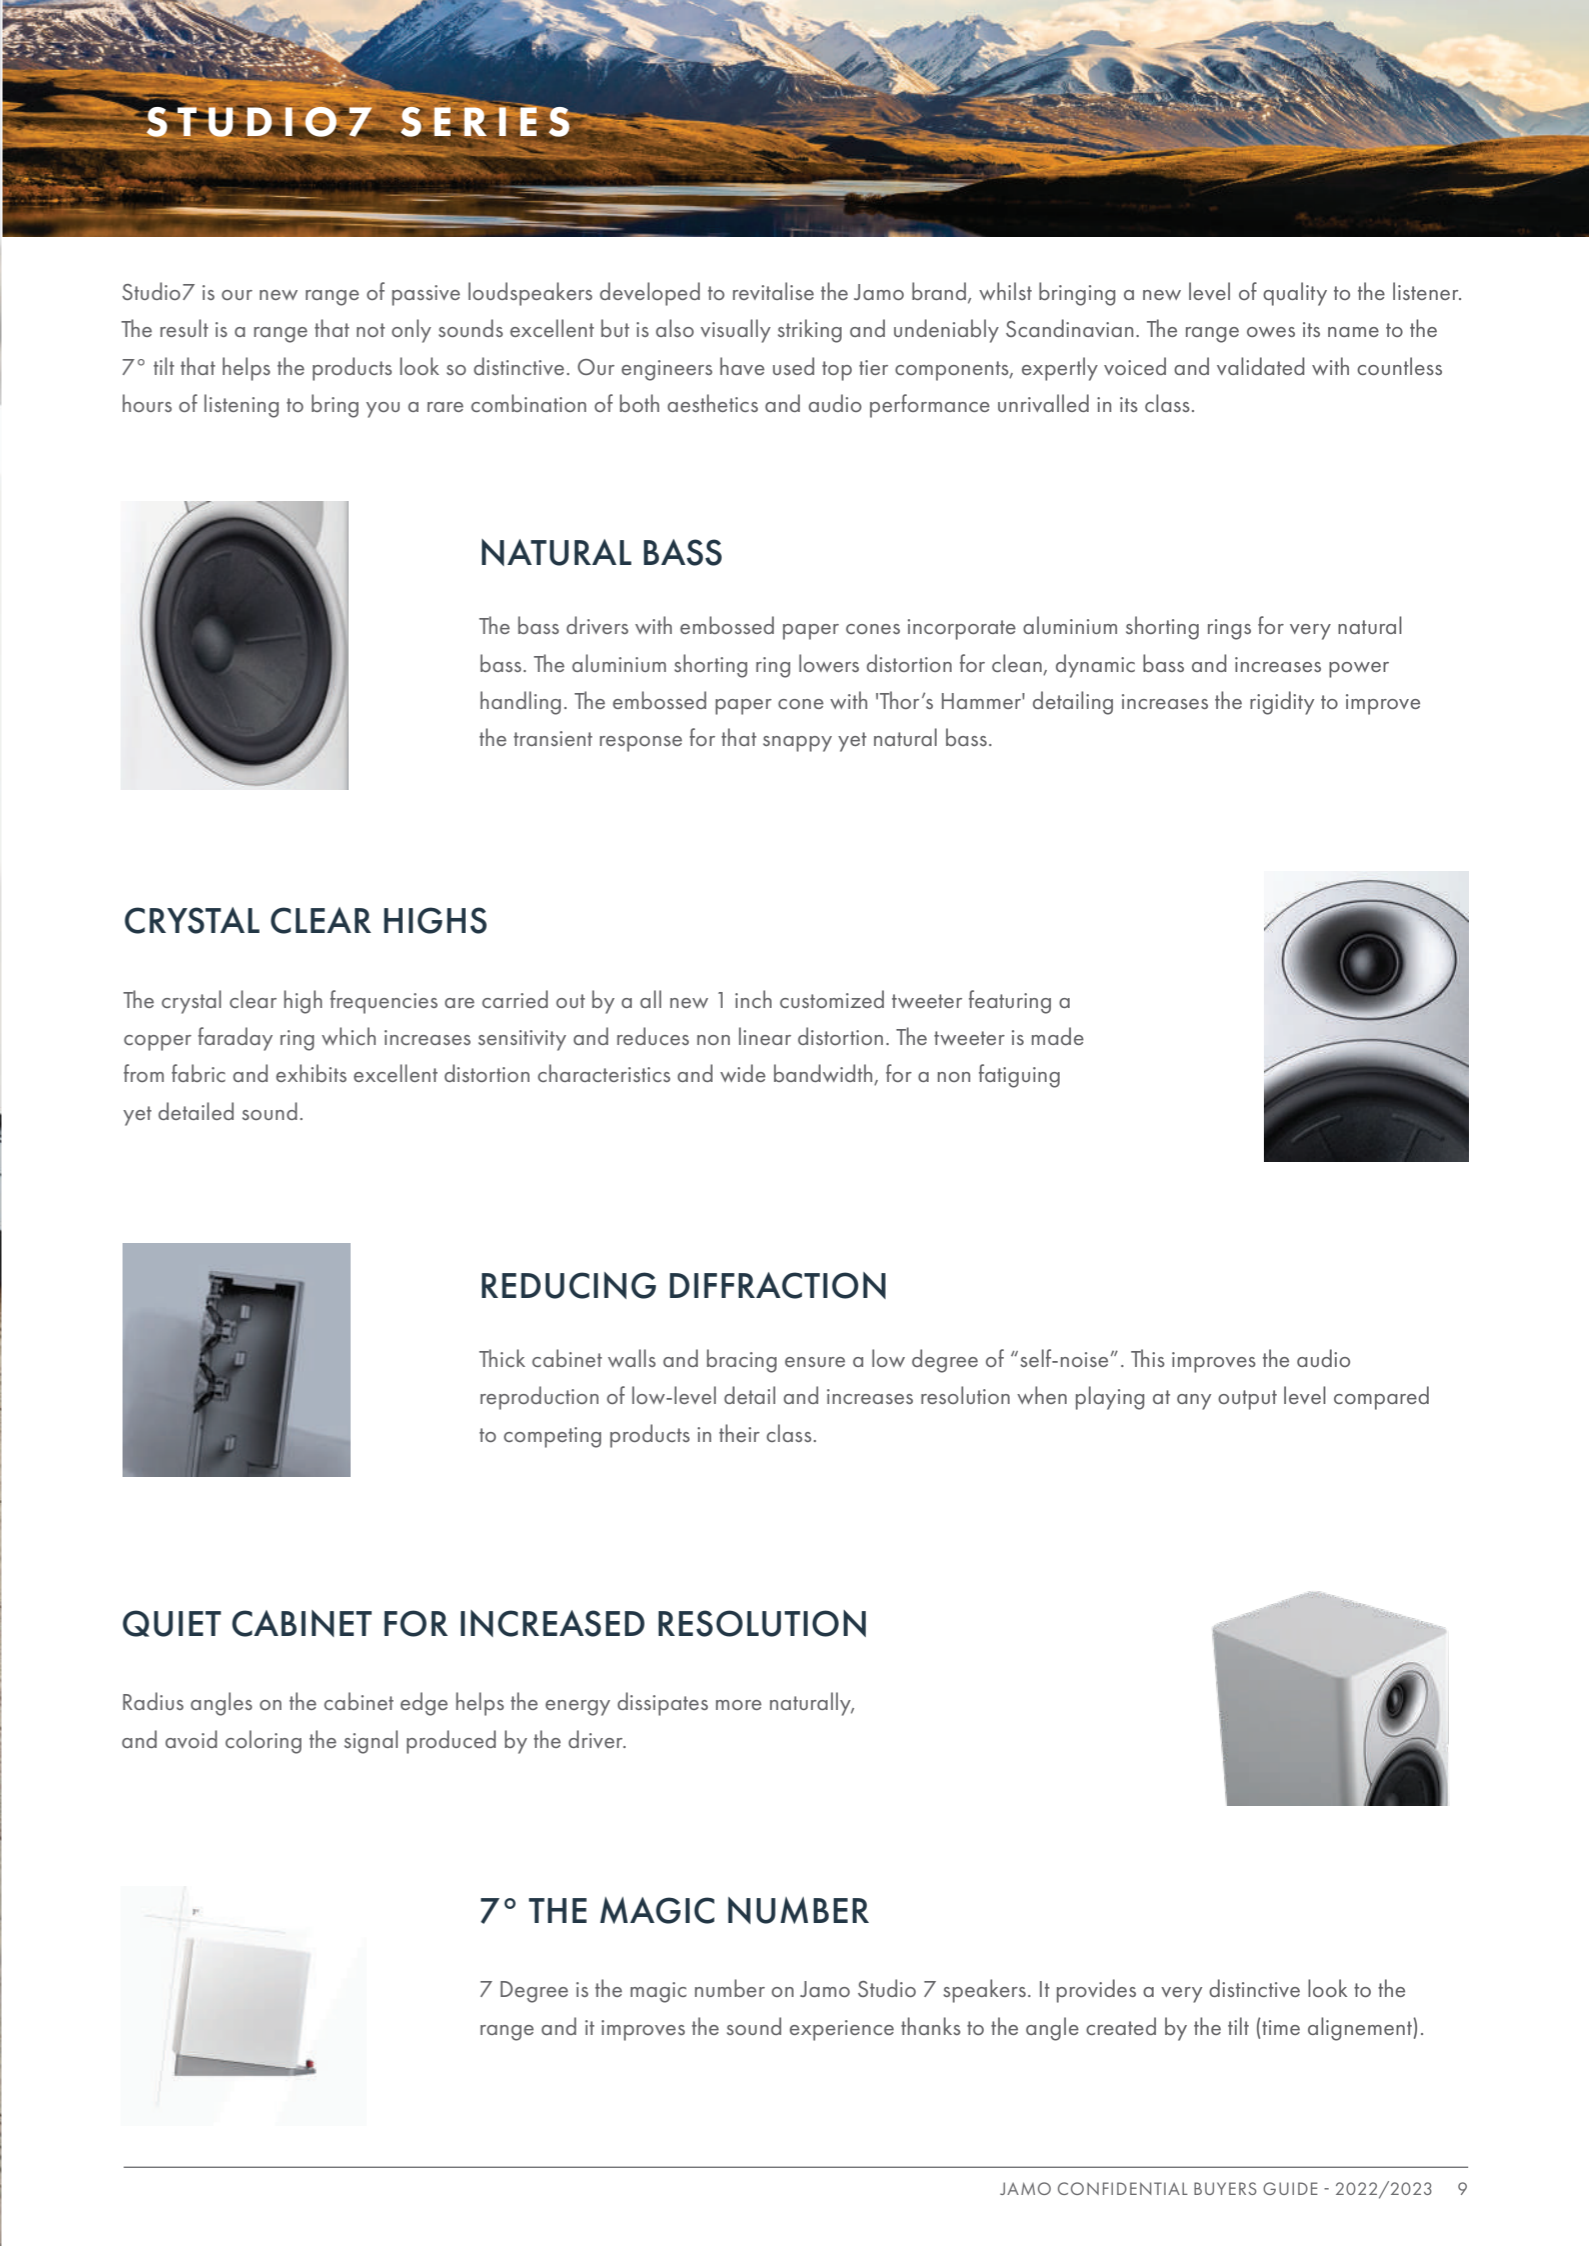 STUDIO7 SERIES
Studio7 is our new range of passive loudspeakers developed to revitalise the Jamo brand, whilst bringing a new level of quality to the listener.
The result is a range that not only sounds excellent but is also visually striking and undeniably Scandinavian. The range owes its name to the
7° tilt that helps the products look so distinctive. Our engineers have used top tier components, expertly voiced and validated with countless
hours of listening to bring you a rare combination of both aesthetics and audio performance unrivalled in its class.
NATURAL BASS
The bass drivers with embossed paper cones incorporate aluminium shorting rings for very natural
bass. The aluminium shorting ring lowers distortion for clean, dynamic bass and increases power
handling. The embossed paper cone with 'Thor’s Hammer' detailing increases the rigidity to improve
the transient response for that snappy yet natural bass.
CRYSTAL CLEAR HIGHS
The crystal clear high frequencies are carried out by a all new 1 inch customized tweeter featuring a
copper faraday ring which increases sensitivity and reduces non linear distortion. The tweeter is made
from fabric and exhibits excellent distortion characteristics and wide bandwidth, for a non fatiguing
yet detailed sound.
REDUCING DIFFRACTION
Thick cabinet walls and bracing ensure a low degree of “self-noise”. This improves the audio
reproduction of low-level detail and increases resolution when playing at any output level compared
to competing products in their class.
QUIET CABINET FOR INCREASED RESOLUTION
Radius angles on the cabinet edge helps the energy dissipates more naturally,
and avoid coloring the signal produced by the driver.
7°
7° THE MAGIC NUMBER
7 Degree is the magic number on Jamo Studio 7 speakers. It provides a very distinctive look to the
range and it improves the sound experience thanks to the angle created by the tilt (time alignement).
JAMO CONFIDENTIAL BUYERS GUIDE - 2022/2023 9